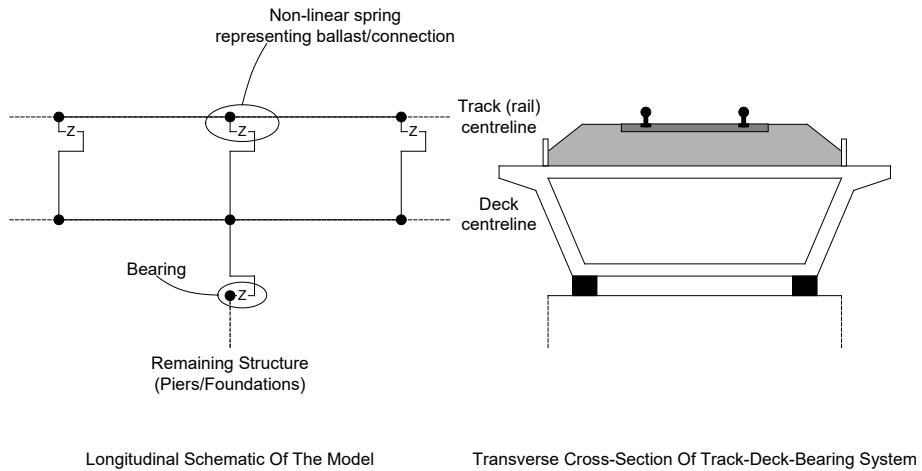 Non-linear spring
representing ballast/connection
Z
Z
Z
Track (rail)
centreline
Deck
centreline
Bearing
Z
Remaining Structure
(Piers/Foundations)
Longitudinal Schematic Of The Model
Transverse Cross-Section Of Track-Deck-Bearing System